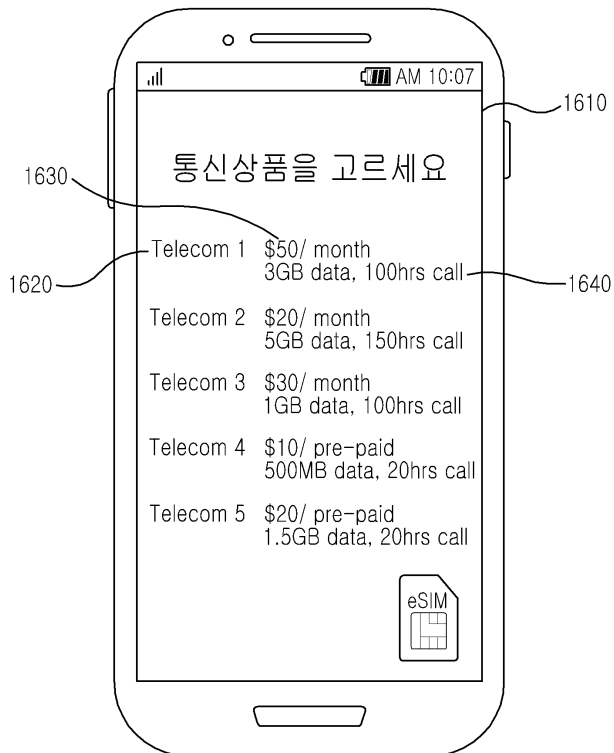 AM 10:07
1610
통신상품을 고르세요
1630
Telecom 1 $50/ month
3GB data, 100hrs call
1620
1640
Telecom 2 $20/ month
5GB data, 150hrs call
Telecom 3 $30/ month
1GB data, 100hrs call
Telecom 4 $10/ pre-paid
500MB data, 20hrs call
Telecom 5 $20/ pre-paid
1.5GB data, 20hrs call
eSIM